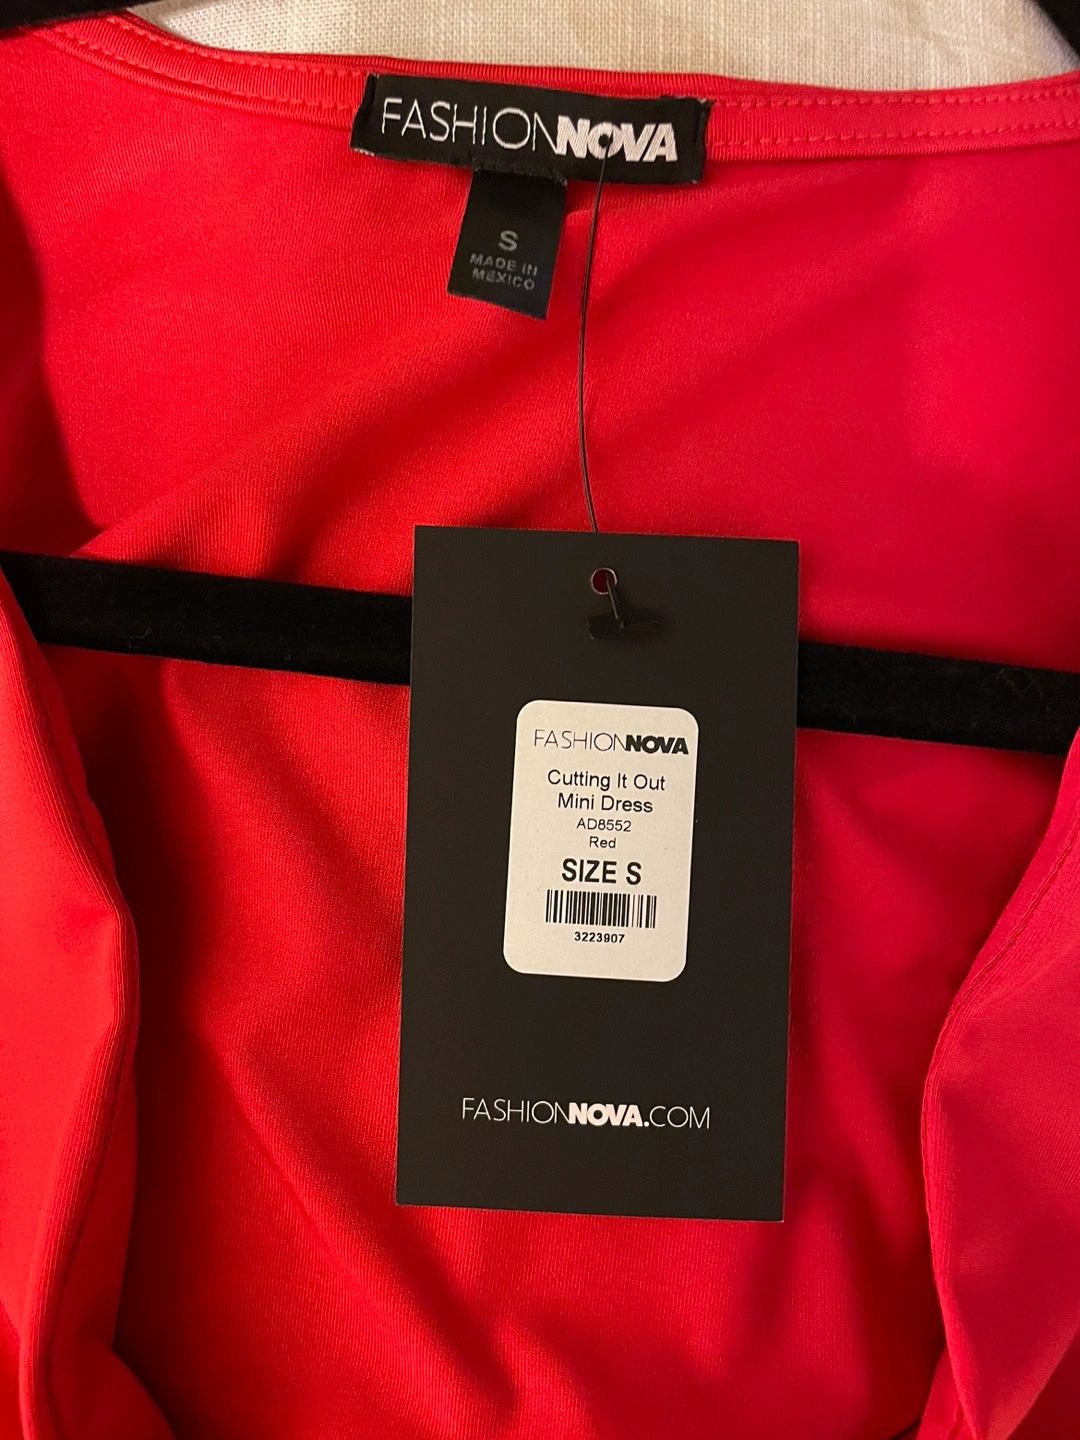 FASHIONNOVA
S
MADE IN
MEXICO
FASHIONNOVA
Cutting It Out
Mini Dress
AD8552
Red
SIZE S
3223907
FASHIONNOVA.COM